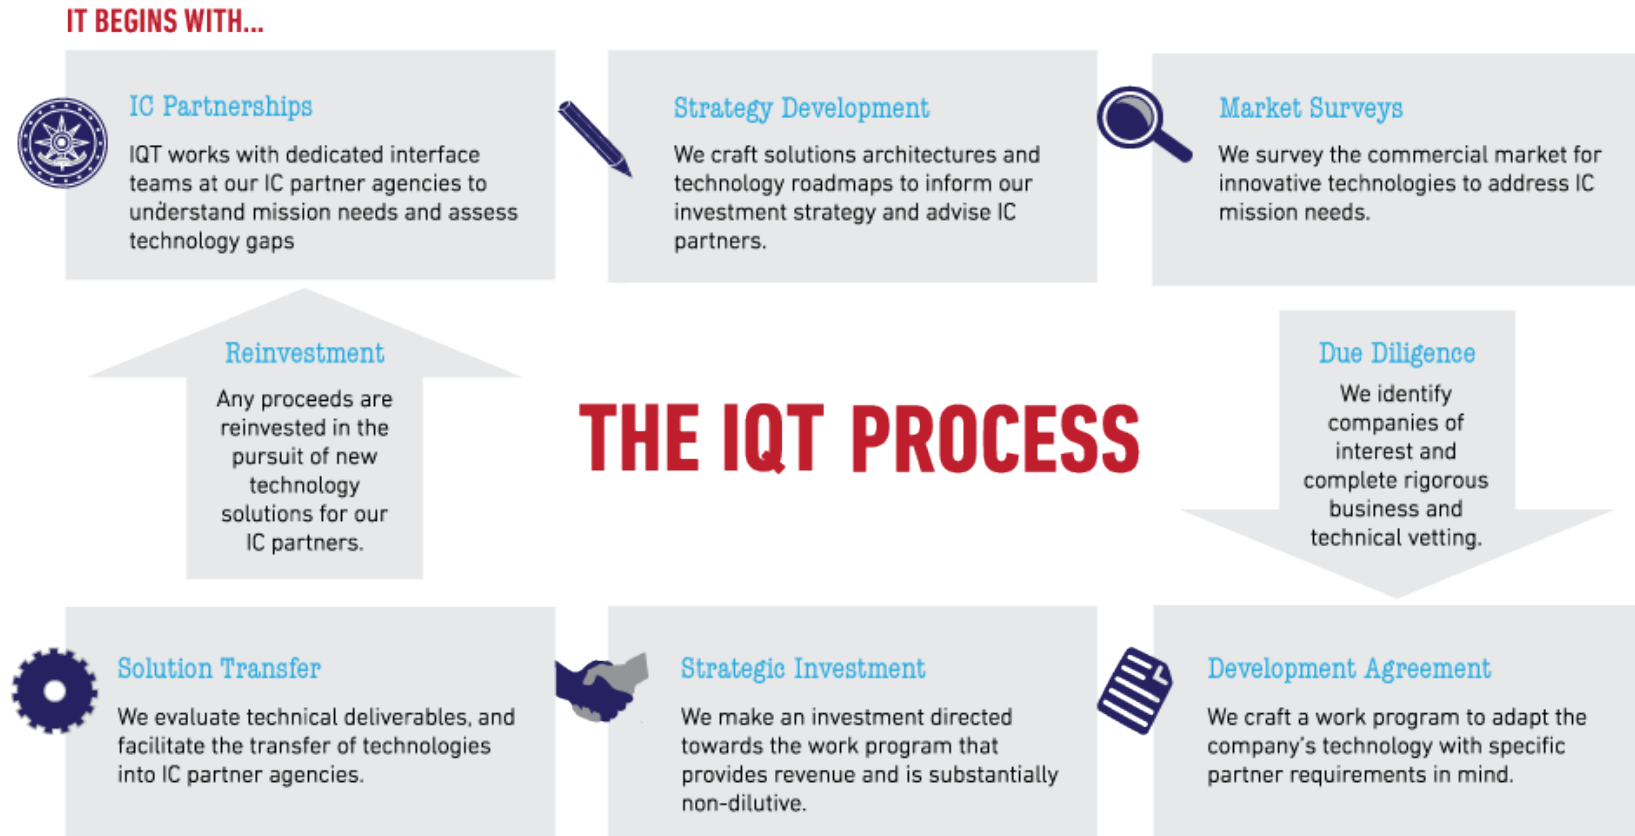 IT BEGINS WITH...
IC Partnerships
IQT works with dedicated interface
teams at our IC partner agencies to
understand mission needs and assess
technology gaps
Strategy Development
We craft solutions architectures and
technology roadmaps to inform our
investment strategy and advise IC
partners.
Market Surveys
We survey the commercial market for
innovative technologies to address IC
mission needs.
Reinvestment
Any proceeds are
reinvested in the
pursuit of new
technology
solutions for our
IC partners.
THE IQT PROCESS
Due Diligence
We identify
companies of
interest and
complete rigorous
business and
technical vetting.
Solution Transfer
We evaluate technical deliverables, and
facilitate the transfer of technologies
into IC partner agencies.
Strategic Investment
We make an investment directed
towards the work program that
provides revenue and is substantially
non-dilutive.
Development Agreement
We craft a work program to adapt the
company's technology with specific
partner requirements in mind.